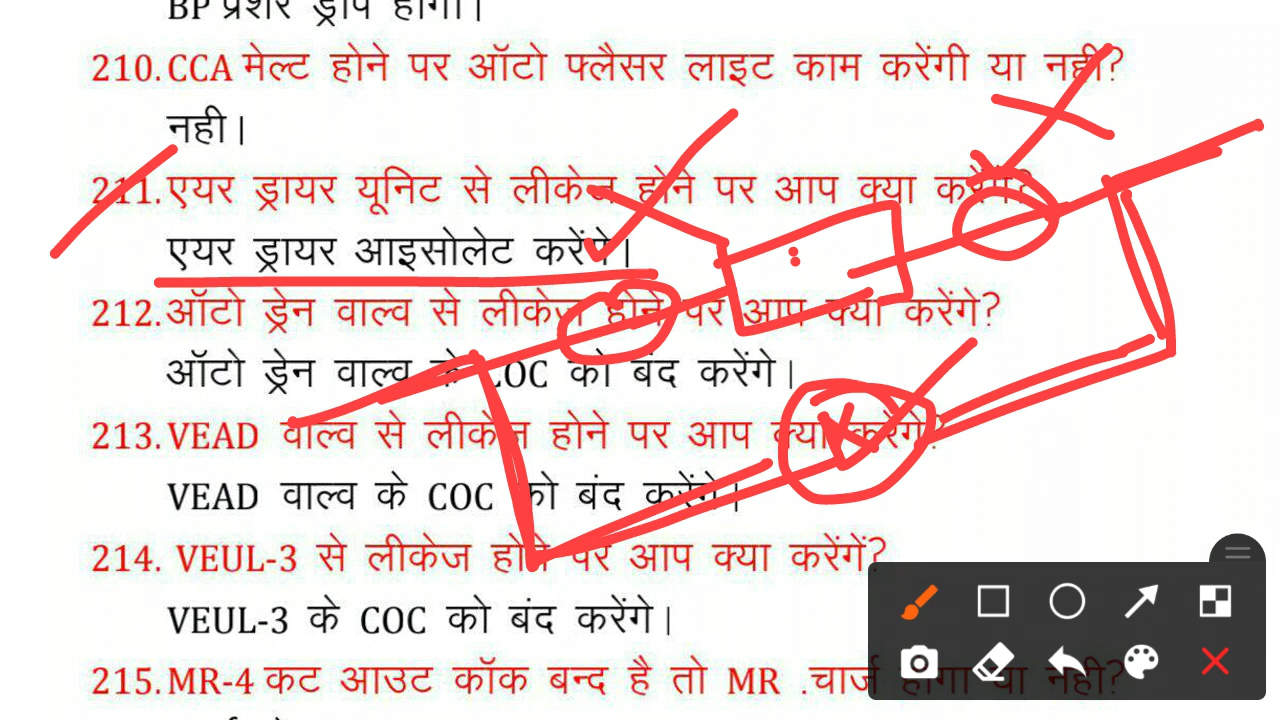 BP प्रेशर ड्राप होगा।
210. CCA मेल्ट होने पर ऑटो फ्लैसर लाइट काम करेंगी या नही?
नही।
211. एयर ड्रायर यूनिट से लीकेज होने पर आप क्या करेंगे?
एयर ड्रायर आइसोलेट करेंगे।
212. ऑटो ड्रेन वाल्व से लीकेज होने पर आप क्या करेंगे?
ऑटो ड्रेन वाल्व के COC को बंद करेंगे।
213. VEAD वाल्व से लीकेज होने पर आप क्या करेंगे?
VEAD वाल्व के COC को बंद करेंगे।
214. VEUL-3 से लीकेज होने पर आप क्या करेंगें?
VEUL-3 के COC को बंद करेंगे।
215. MR-4 कट आउट कॉक बन्द है तो MR .चार्ज होगा या नही?